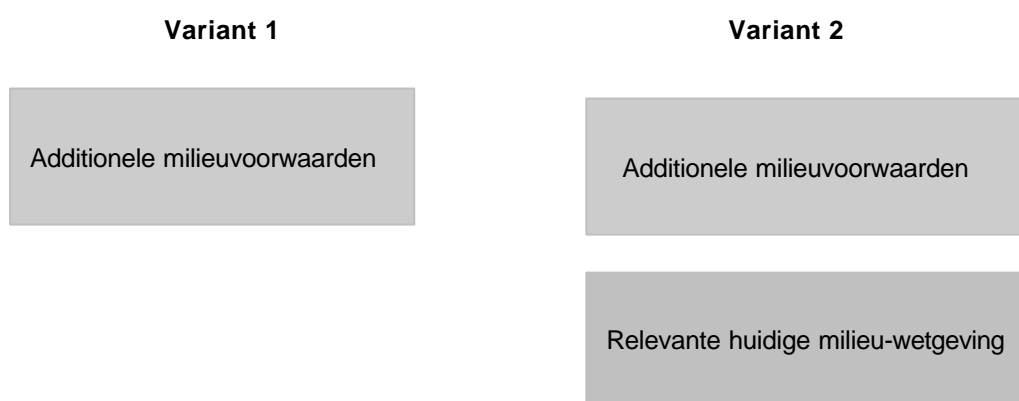 Variant 1
Variant 2
Additionele milieuvoorwaarden
Additionele milieuvoorwaarden
Relevante huidige milieu-wetgeving